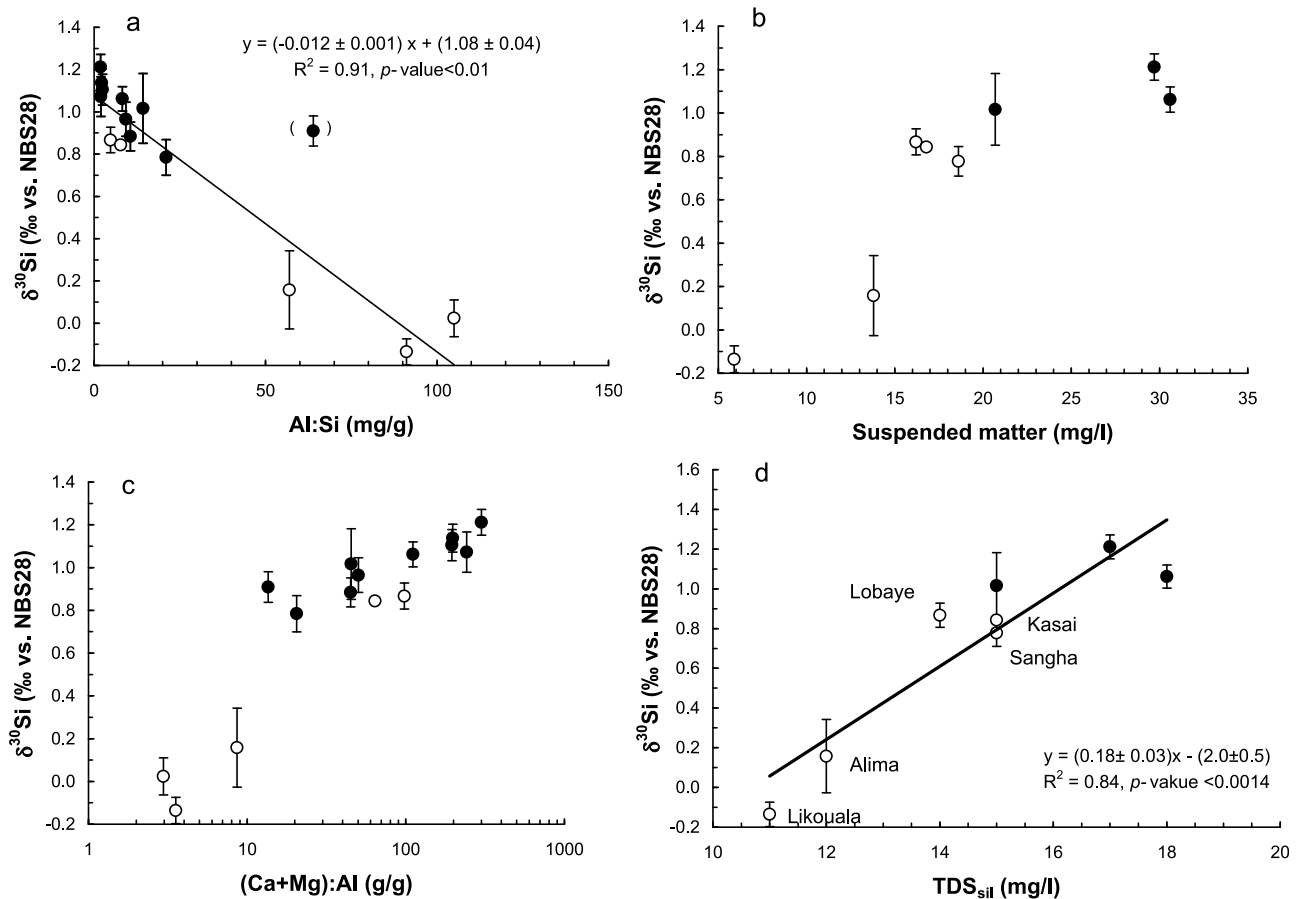 a
y = (-0.012 ± 0.001) x + (1.08 ± 0.04)
R² = 0.91, p-value<0.01
( )
δ³⁰Si (‰ vs. NBS28)
1.4
1.2
1.0
0.8
0.6
0.4
0.2
0.0
-0.2
0
50
100
150
Al:Si (mg/g)
b
δ³⁰Si (‰ vs. NBS28)
1.4
1.2
1.0
0.8
0.6
0.4
0.2
0.0
-0.2
5
10
15
20
25
30
35
Suspended matter (mg/l)
c
δ³⁰Si (‰ vs. NBS28)
1.4
1.2
1.0
0.8
0.6
0.4
0.2
0.0
-0.2
1
10
100
1000
(Ca+Mg):Al (g/g)
d
δ³⁰Si (‰ vs. NBS28)
1.6
1.4
1.2
1.0
0.8
0.6
0.4
0.2
0.0
-0.2
Lobaye
Kasai
Sangha
Alima
Likouala
y = (0.18± 0.03)x - (2.0±0.5)
R² = 0.84, p-vakue <0.0014
10
12
14
16
18
20
TDSsil (mg/l)